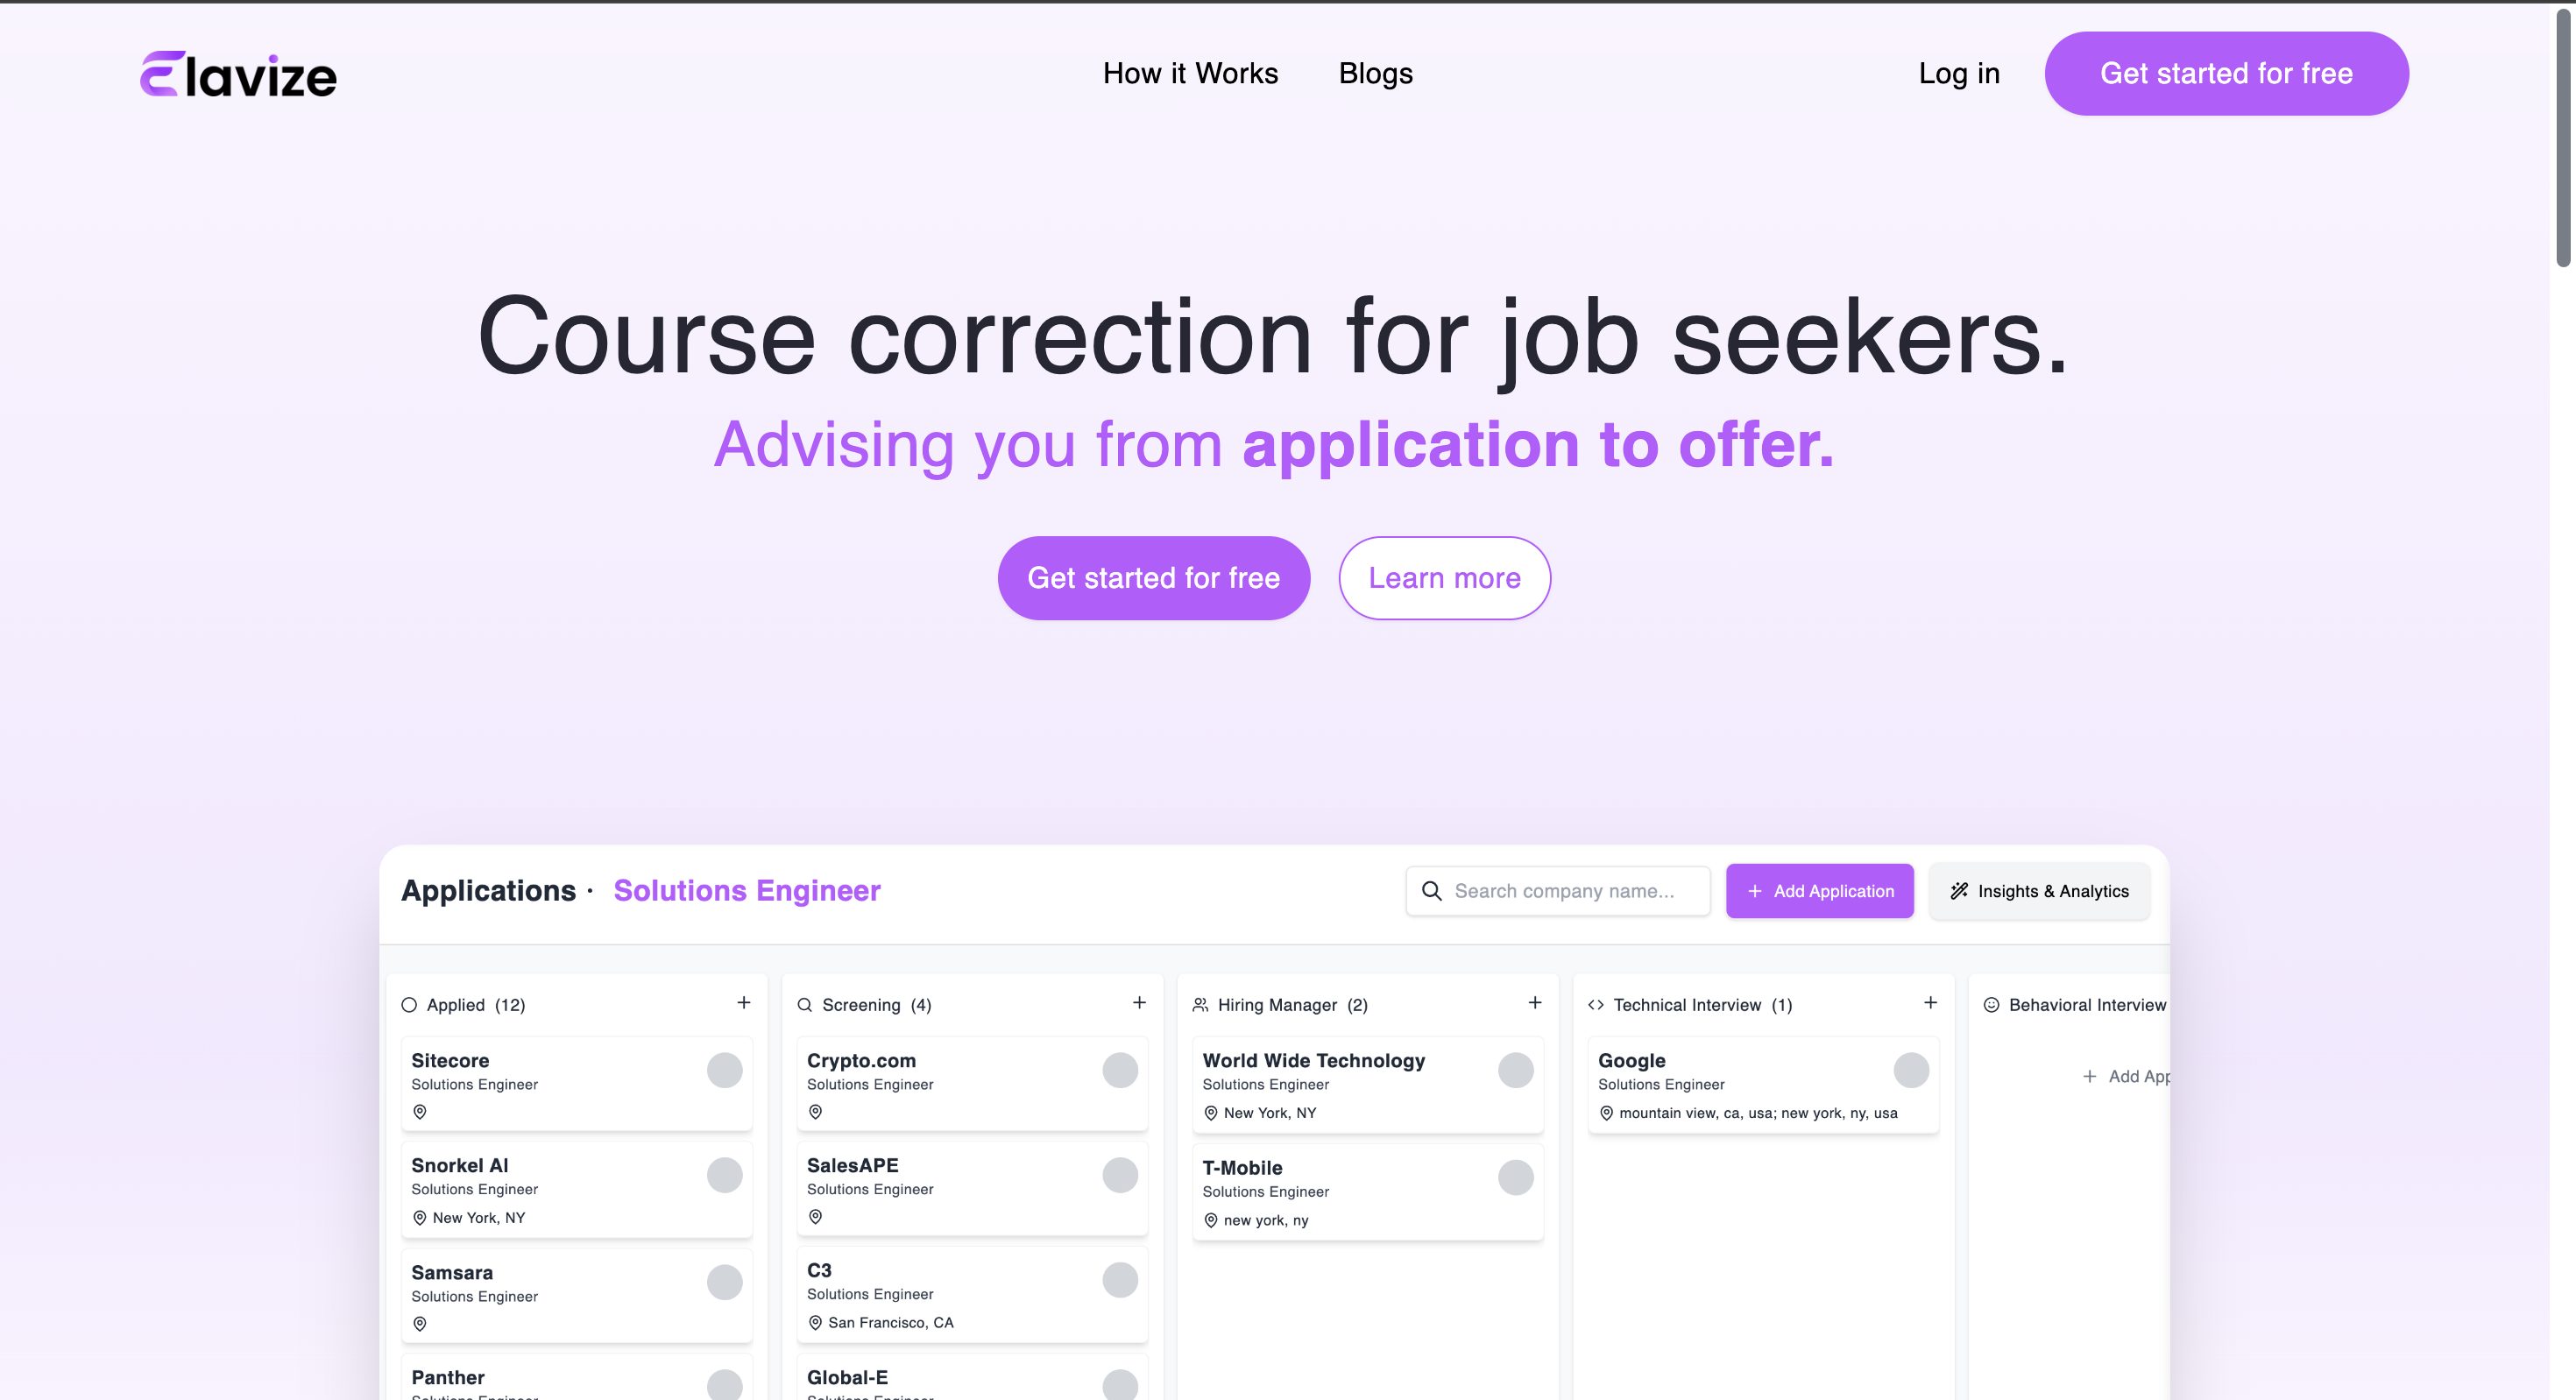 Elavize
How it Works
Blogs
Log in
Get started for free
Course correction for job seekers.
Advising you from application to offer.
Get started for free
Learn more
Applications · Solutions Engineer
Search company name...
+ Add Application
Insights & Analytics
Applied (12)
+
Sitecore
Solutions Engineer
Snorkel AI
Solutions Engineer
New York, NY
Samsara
Solutions Engineer
Panther
Solutions Engineer
Screening (4)
+
Crypto.com
Solutions Engineer
SalesAPE
Solutions Engineer
C3
Solutions Engineer
San Francisco, CA
Global-E
Solutions Engineer
Hiring Manager (2)
+
World Wide Technology
Solutions Engineer
New York, NY
T-Mobile
Solutions Engineer
new york, ny
Technical Interview (1)
+
Google
Solutions Engineer
mountain view, ca, usa; new york, ny, usa
Behavioral Interview
+ Add App